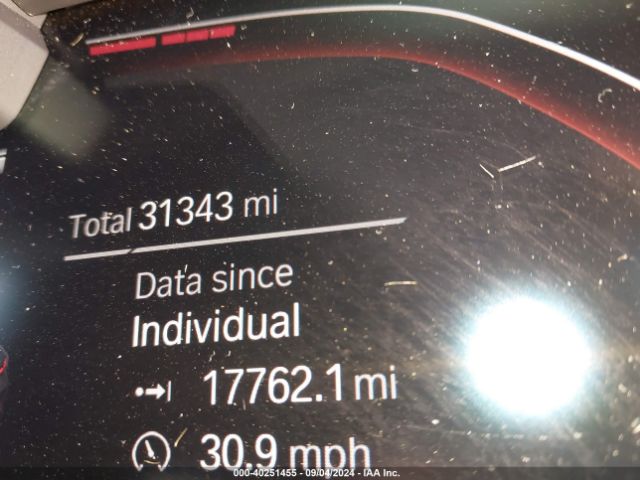 Total 31343 mi
Data since
Individual
17762.1 mi
30.9 mph
000-40251455 - 09/04/2024 - IAA Inc.